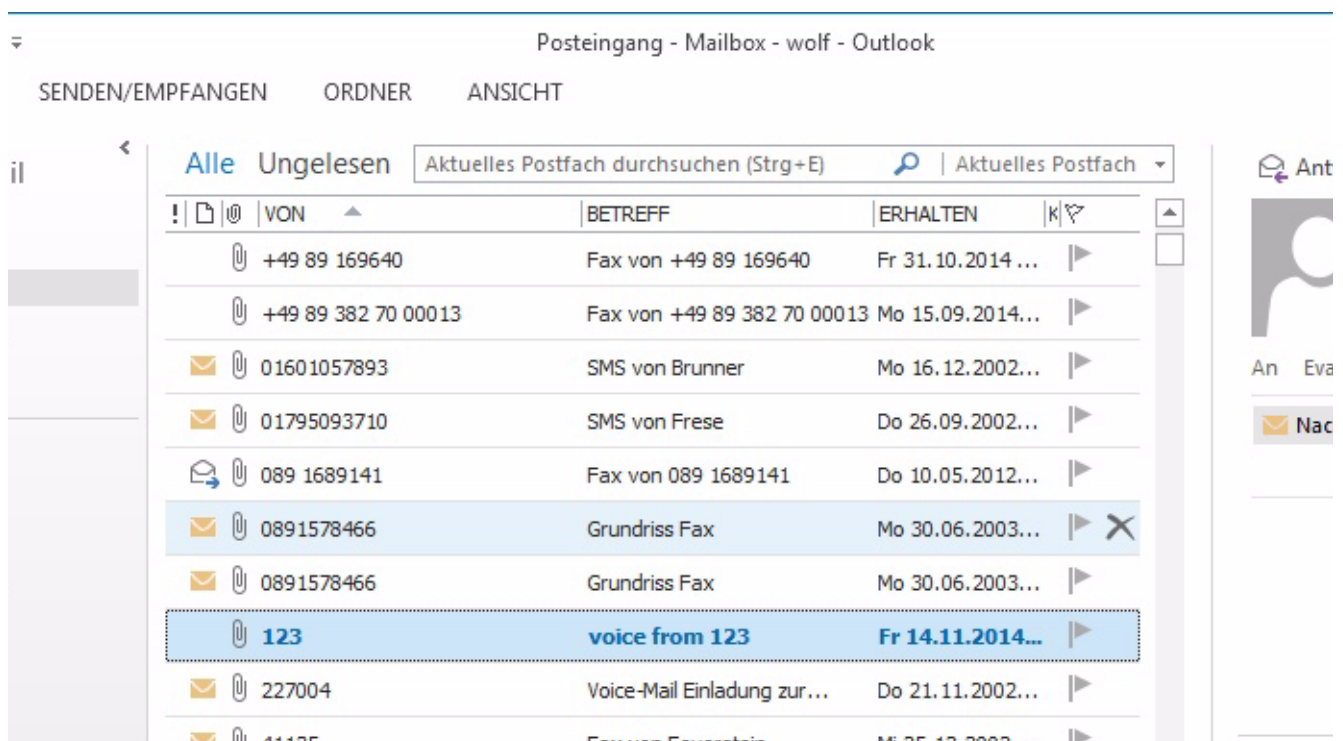 Posteingang - Mailbox - wolf - Outlook
SENDEN/EMPFANGEN ORDNER ANSICHT
il
Alle Ungelesen Aktuelles Postfach durchsuchen (Strg+E) Aktuelles Postfach
Ant
! VON BETREFF ERHALTEN K
+49 89 169640 Fax von +49 89 169640 Fr 31.10.2014 ...
+49 89 382 70 00013 Fax von +49 89 382 70 00013 Mo 15.09.2014...
01601057893 SMS von Brunner Mo 16.12.2002...
An Eva
01795093710 SMS von Frese Do 26.09.2002...
Nac
089 1689141 Fax von 089 1689141 Do 10.05.2012...
0891578466 Grundriss Fax Mo 30.06.2003...
0891578466 Grundriss Fax Mo 30.06.2003...
123 voice from 123 Fr 14.11.2014...
227004 Voice-Mail Einladung zur... Do 21.11.2002...